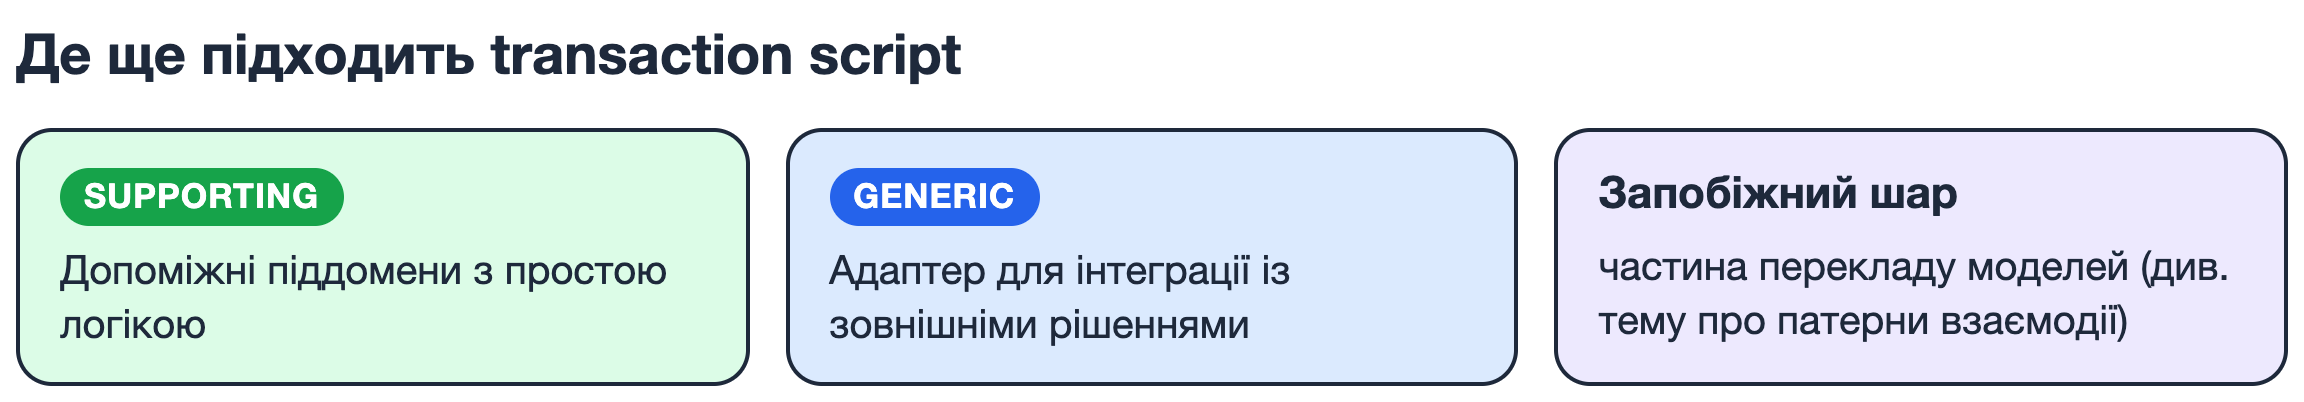 Де ще підходить transaction script
SUPPORTING
Допоміжні піддомени з простою
логікою
GENERIC
Адаптер для інтеграції із
зовнішніми рішеннями
Запобіжний шар
частина перекладу моделей (див.
тему про патерни взаємодії)